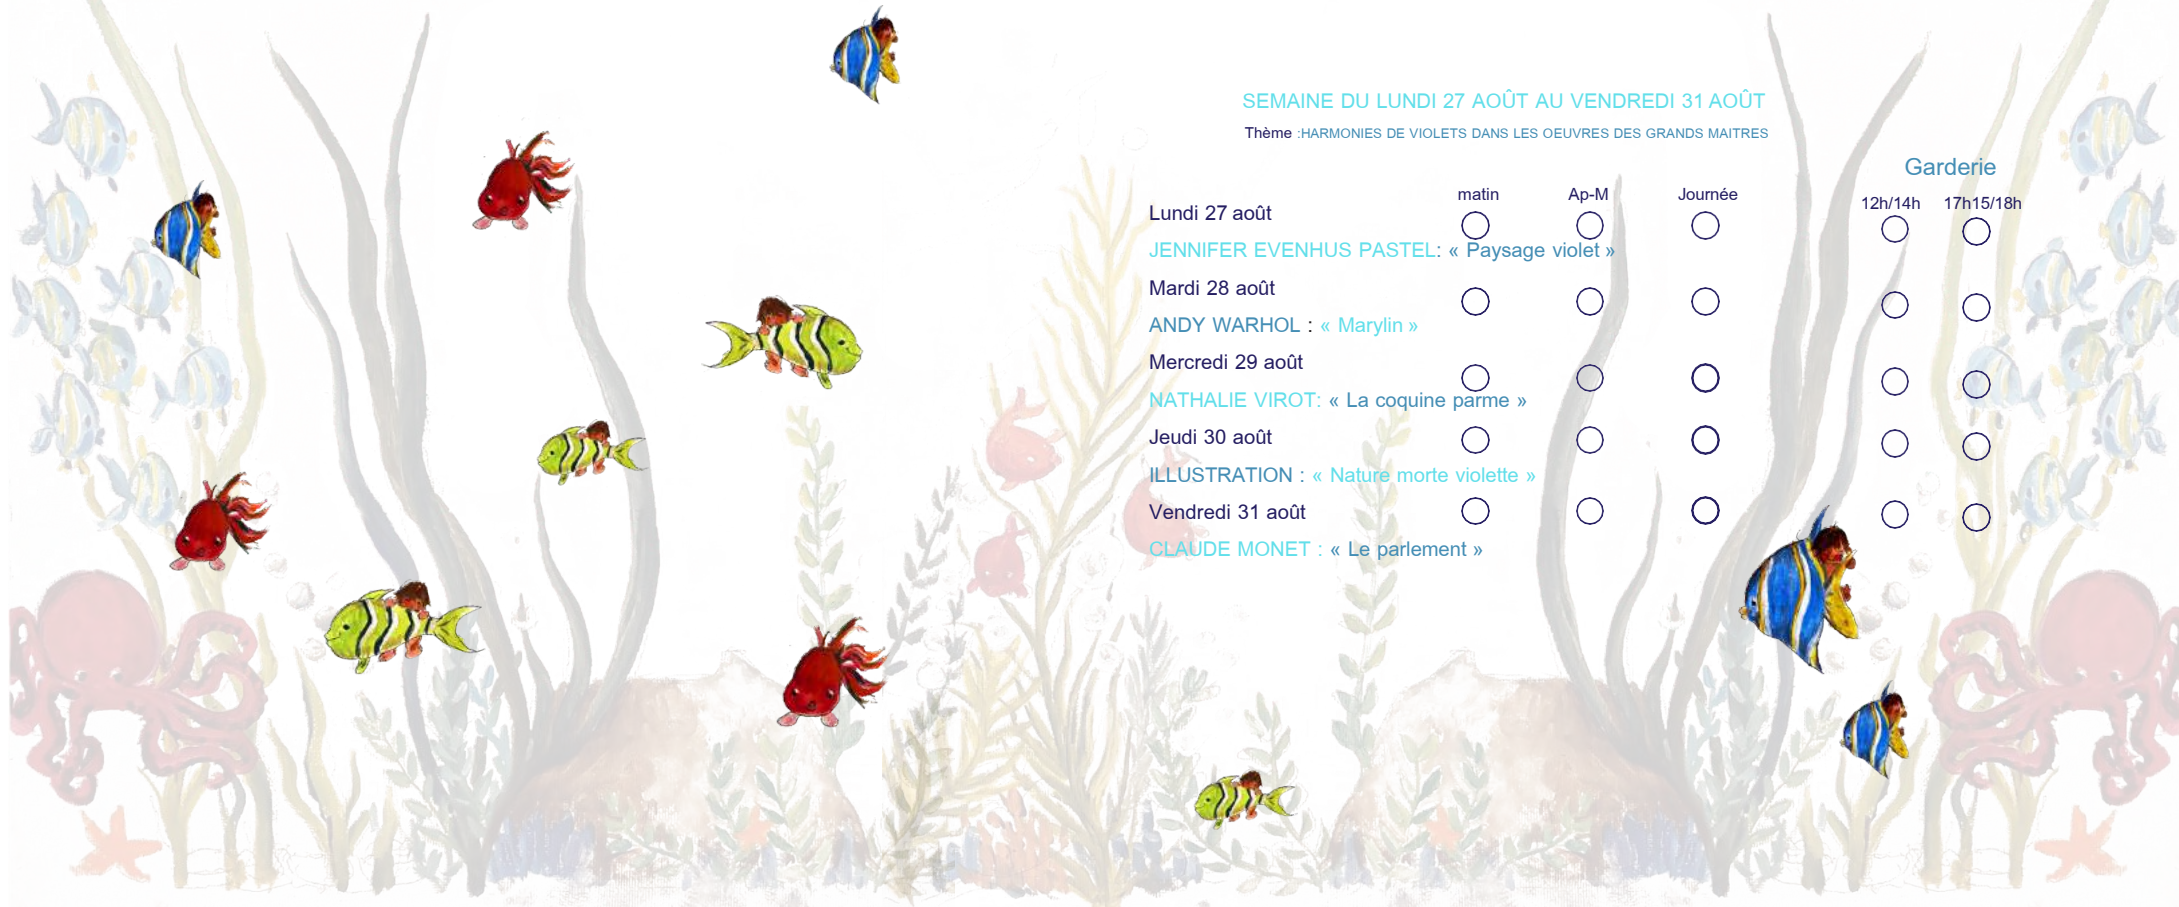 SEMAINE DU LUNDI 27 AOÛT AU VENDREDI 31 AOÛT
Thème :HARMONIES DE VIOLETS DANS LES OEUVRES DES GRANDS MAITRES
Garderie
matin Ap-M Journée 12h/14h 17h15/18h
Lundi 27 août
JENNIFER EVENHUS PASTEL: « Paysage violet »
Mardi 28 août
ANDY WARHOL : « Marylin »
Mercredi 29 août
NATHALIE VIROT: « La coquine parme »
Jeudi 30 août
ILLUSTRATION : « Nature morte violette »
Vendredi 31 août
CLAUDE MONET : « Le parlement »